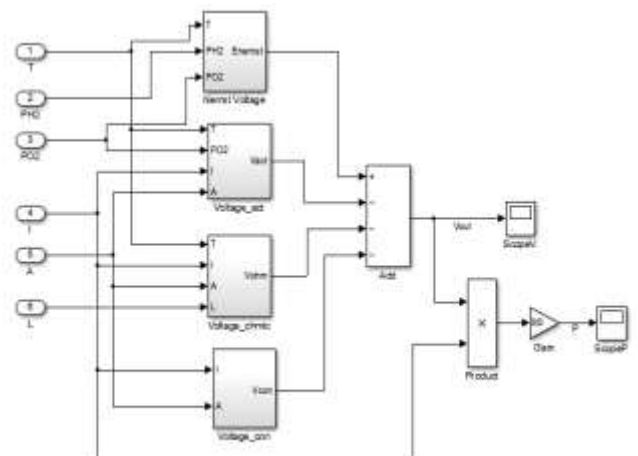 1
T
2
PH2
3
PO2
4
I
5
A
6
L
T
PH2
PO2
Enernst
Nernst Voltage
T
PO2
I
A
Vact
Voltage_act
T
I
A
L
Vohm
Voltage_ohmic
I
A
Vcon
Voltage_con
+
−
−
−
Add
Vout
ScopeV
×
Product
Gain
P
ScopeP